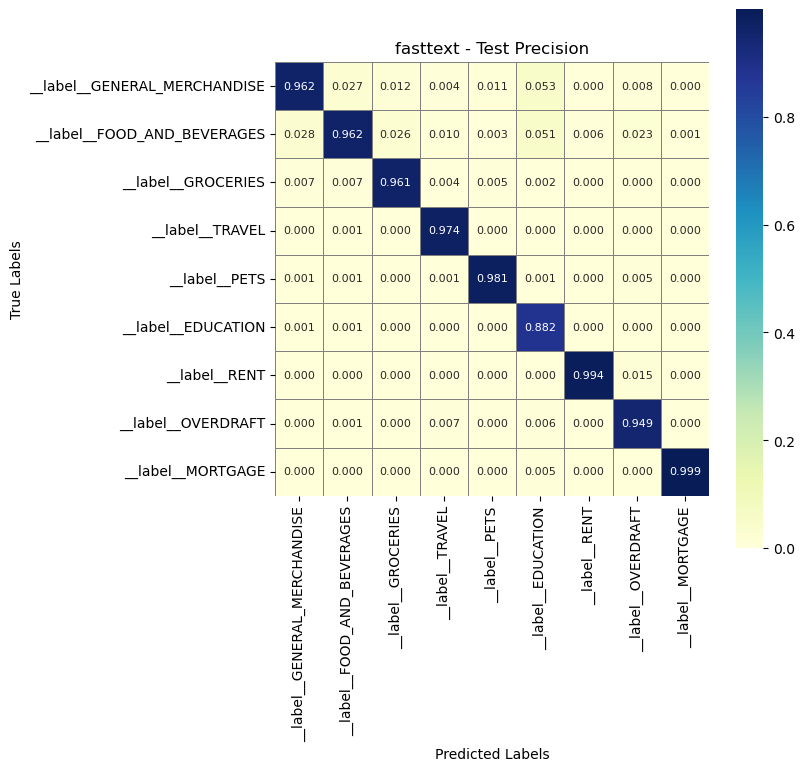 fasttext - Test Precision
__label__GENERAL_MERCHANDISE 0.962 0.027 0.012 0.004 0.011 0.053 0.000 0.008 0.000
__label__FOOD_AND_BEVERAGES 0.028 0.962 0.026 0.010 0.003 0.051 0.006 0.023 0.001
__label__GROCERIES 0.007 0.007 0.961 0.004 0.005 0.002 0.000 0.000 0.000
__label__TRAVEL 0.000 0.001 0.000 0.974 0.000 0.000 0.000 0.000 0.000
__label__PETS 0.001 0.001 0.000 0.001 0.981 0.001 0.000 0.005 0.000
__label__EDUCATION 0.001 0.001 0.000 0.000 0.000 0.882 0.000 0.000 0.000
__label__RENT 0.000 0.000 0.000 0.000 0.000 0.000 0.994 0.015 0.000
__label__OVERDRAFT 0.000 0.001 0.000 0.007 0.000 0.006 0.000 0.949 0.000
__label__MORTGAGE 0.000 0.000 0.000 0.000 0.000 0.005 0.000 0.000 0.999
True Labels
__label__GENERAL_MERCHANDISE
__label__FOOD_AND_BEVERAGES
__label__GROCERIES
__label__TRAVEL
__label__PETS
__label__EDUCATION
__label__RENT
__label__OVERDRAFT
__label__MORTGAGE
Predicted Labels
0.8
0.6
0.4
0.2
0.0